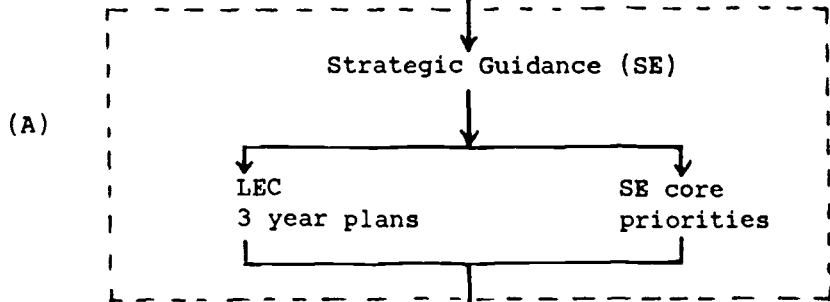 Strategic Guidance (SE)
(A)
LEC
3 year plans
SE core
priorities